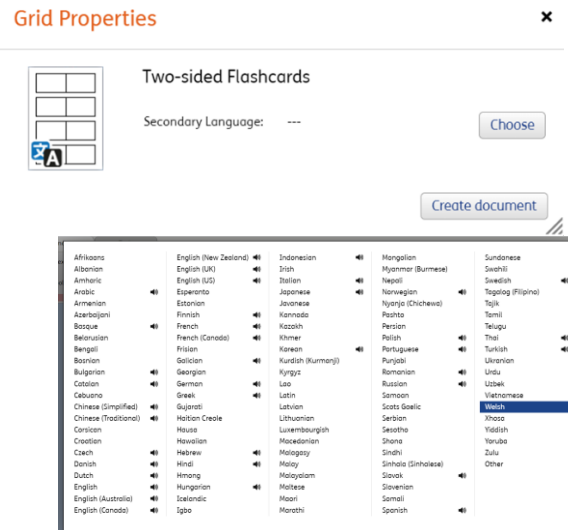 Grid Properties
Two-sided Flashcards
Secondary Language: ---
Choose
Create document
Afrikaans
Albanian
Amharic
Arabic
Armenian
Azerbaijani
Basque
Belarusian
Bengali
Bosnian
Bulgarian
Catalan
Cebuano
Chinese (Simplified)
Chinese (Traditional)
Corsican
Croatian
Czech
Danish
Dutch
English
English (Australia)
English (Canada)
English (New Zealand)
English (UK)
English (US)
Esperanto
Estonian
Finnish
French
French (Canada)
Frisian
Galician
Georgian
German
Greek
Gujarati
Haitian Creole
Hausa
Hawaiian
Hebrew
Hindi
Hmong
Hungarian
Icelandic
Igbo
Indonesian
Irish
Italian
Japanese
Javanese
Kannada
Kazakh
Khmer
Korean
Kurdish (Kurmanji)
Kyrgyz
Lao
Latin
Latvian
Lithuanian
Luxembourgish
Macedonian
Malagasy
Malay
Malayalam
Maltese
Maori
Marathi
Mongolian
Myanmar (Burmese)
Nepali
Norwegian
Nyanja (Chichewa)
Pashto
Persian
Polish
Portuguese
Punjabi
Romanian
Russian
Samoan
Scots Gaelic
Serbian
Sesotho
Shona
Sindhi
Sinhala (Sinhalese)
Slovak
Slovenian
Somali
Spanish
Sundanese
Swahili
Swedish
Tagalog (Filipino)
Tajik
Tamil
Telugu
Thai
Turkish
Ukranian
Urdu
Uzbek
Vietnamese
Welsh
Xhosa
Yiddish
Yoruba
Zulu
Other